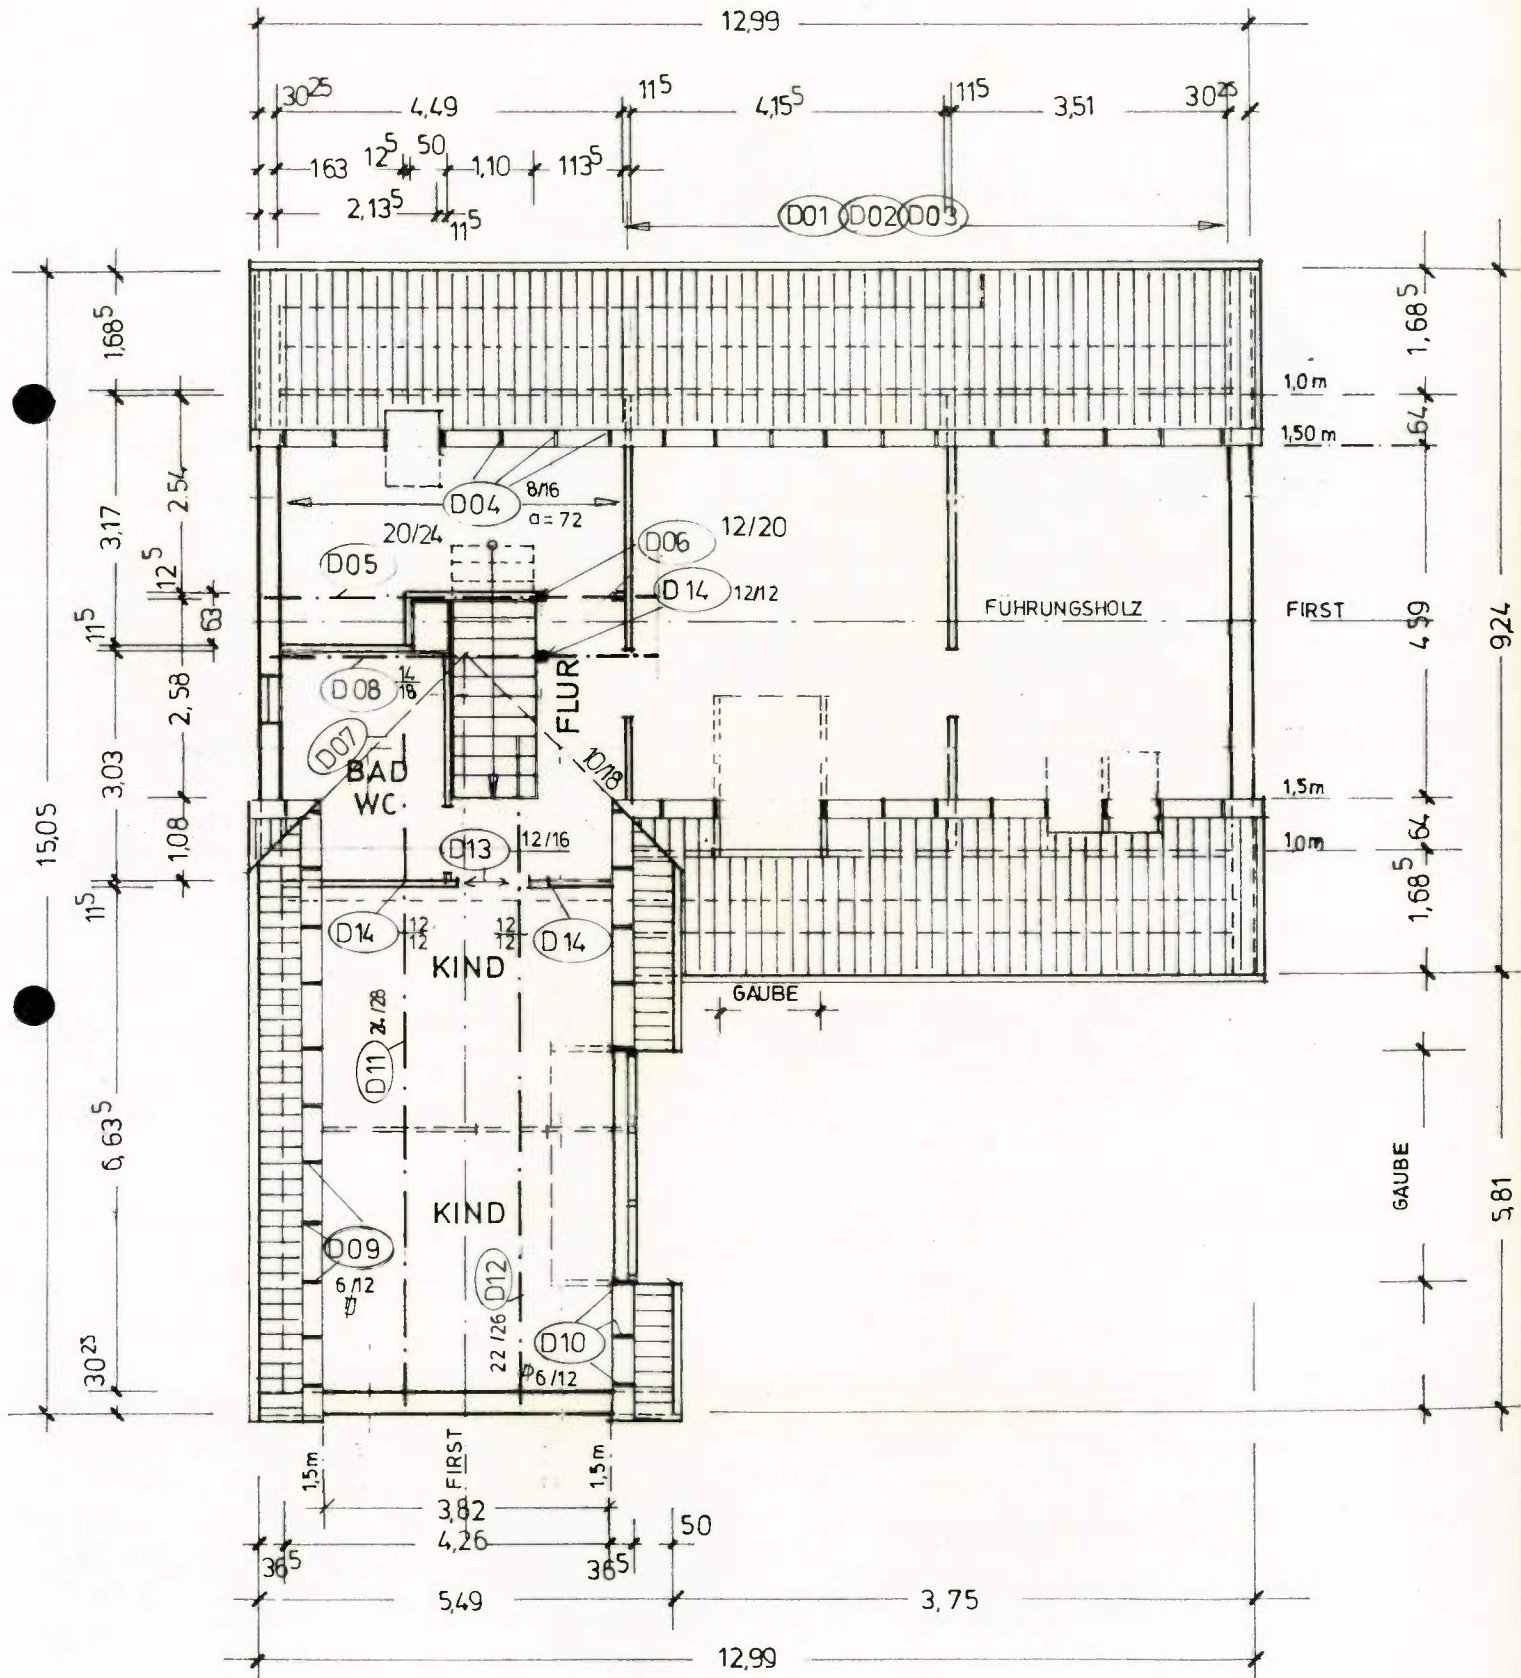 12,99
30²⁵ 4,49 11⁵ 4,15⁵ 11⁵ 3,51 30²⁵
163 12⁵ 50 1,10 113⁵
2,13⁵ 11⁵
D01 D02 D03
1,68⁵
1,68⁵
1,0 m
64
1,50 m
2.54
3,17
D04 8/16
a = 72
20/24
D05
D06 12/20
D14 12/12
12⁵
11⁵
63
FÜHRUNGSHOLZ
FIRST
4,59
9,24
D08 14/18
FLUR
2,58
D07
10/18
BAD
WC
3,03
1,5m
15,05
1,08
64
1,0m
D13 12/16
11⁵
1,68⁵
D14 12/12
12/12 D14
KIND
GAUBE
D11
6,63⁵
GAUBE
KIND
5,81
D09
6/12
D12
22/26
D10
6/12
30²³
1,5m
FIRST
1,5m
3,82
50
4,26
36⁵
36⁵
5,49 3,75
12,99